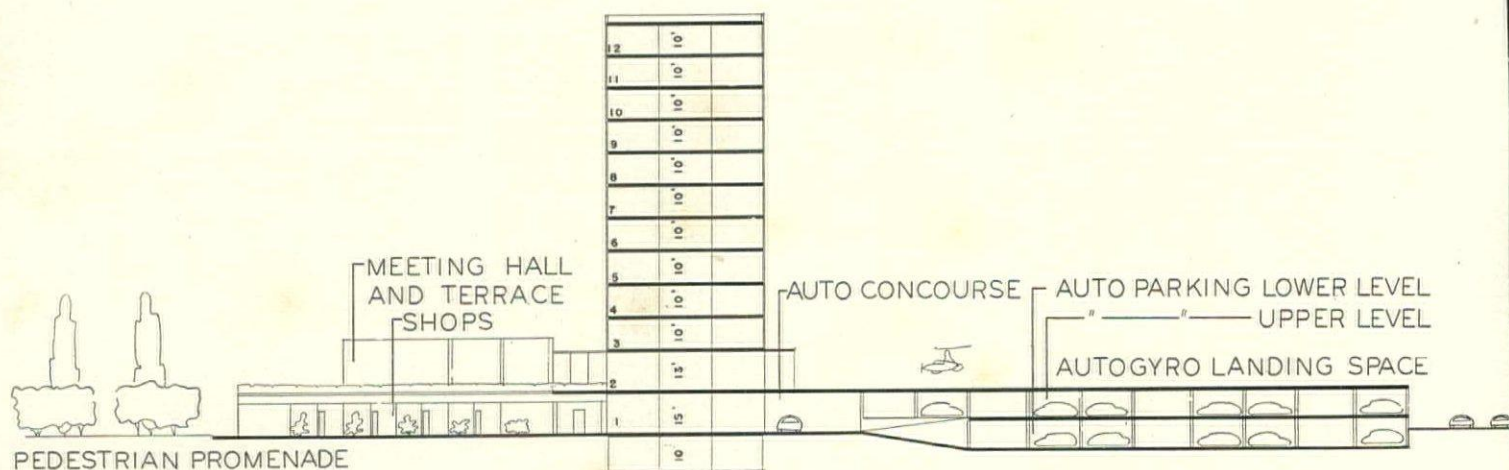 12 10'
11 10'
10 10'
9 10'
8 10'
7 10'
6 10'
5 10'
4 10'
3 10'
2 13'
1 15'
10'
MEETING HALL
AND TERRACE
SHOPS
AUTO CONCOURSE
AUTO PARKING LOWER LEVEL
" " UPPER LEVEL
AUTOGYRO LANDING SPACE
PEDESTRIAN PROMENADE